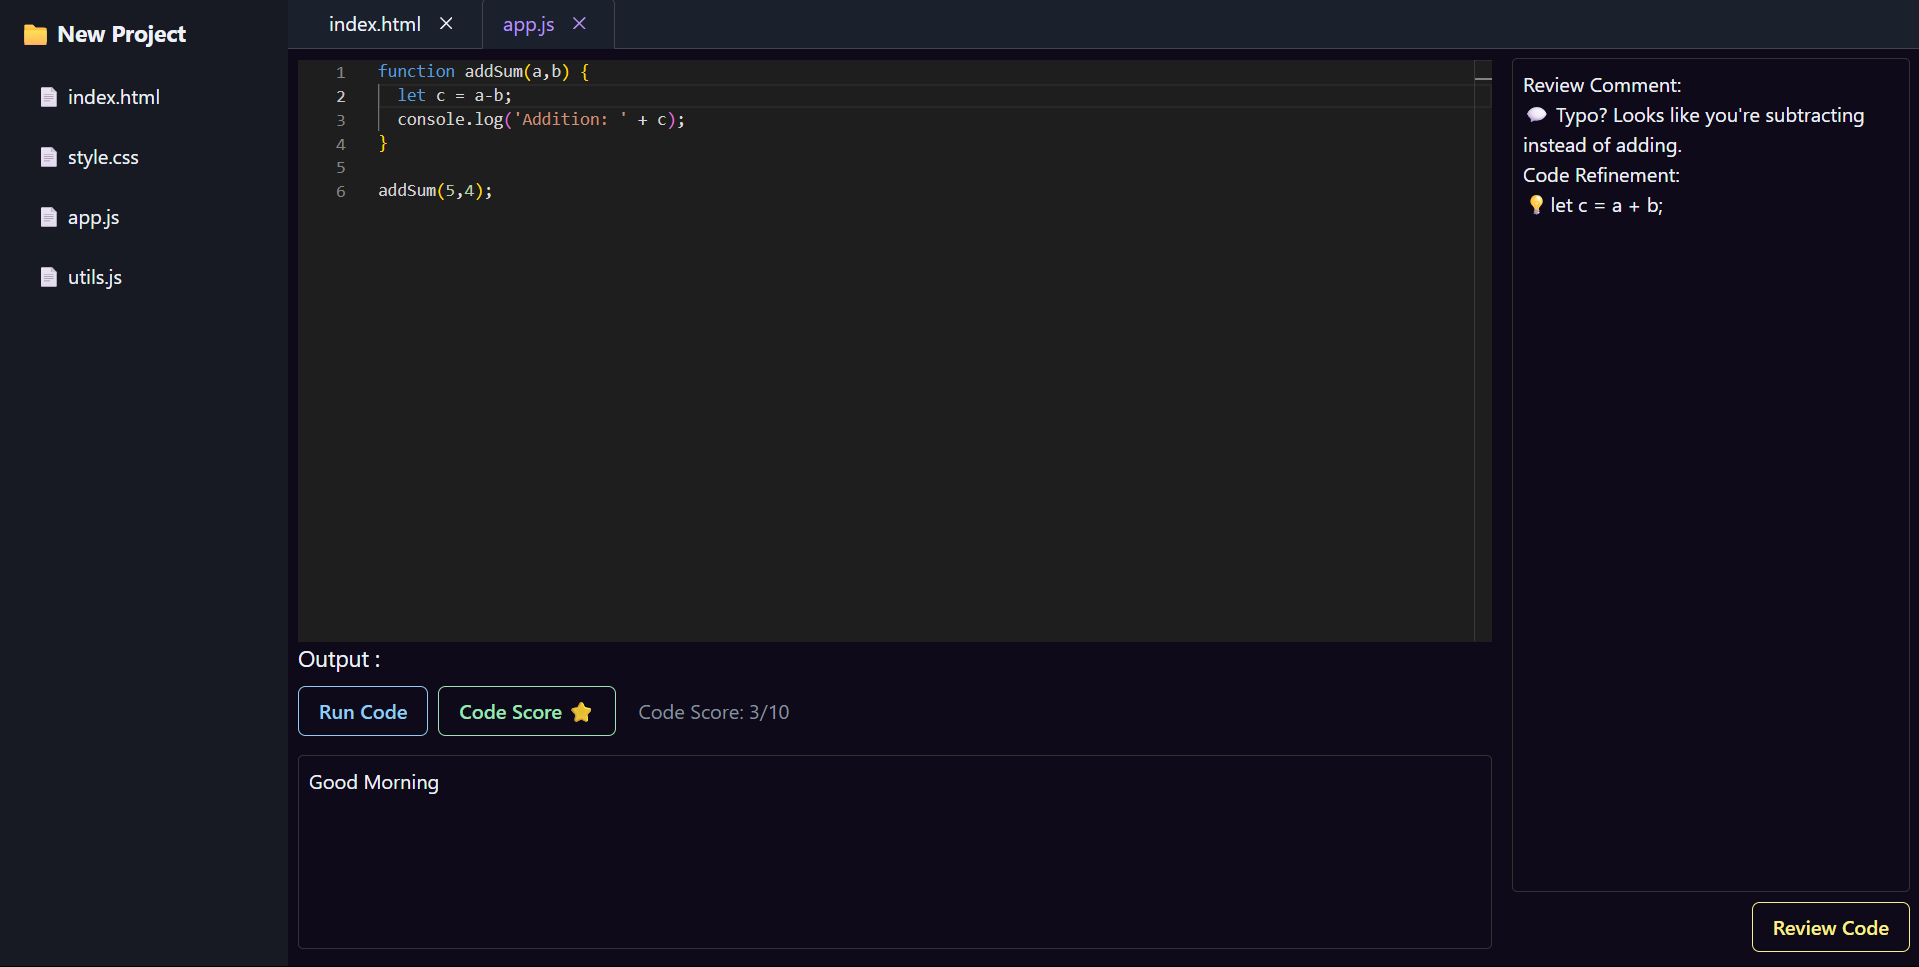 New Project
index.html
style.css
app.js
utils.js
index.html ×
app.js ×
1 function addSum(a,b) {
2 let c = a-b;
3 console.log('Addition: ' + c);
4 }
5
6 addSum(5,4);
Output :
Run Code
Code Score
Code Score: 3/10
Good Morning
Review Comment:
Typo? Looks like you're subtracting
instead of adding.
Code Refinement:
let c = a + b;
Review Code